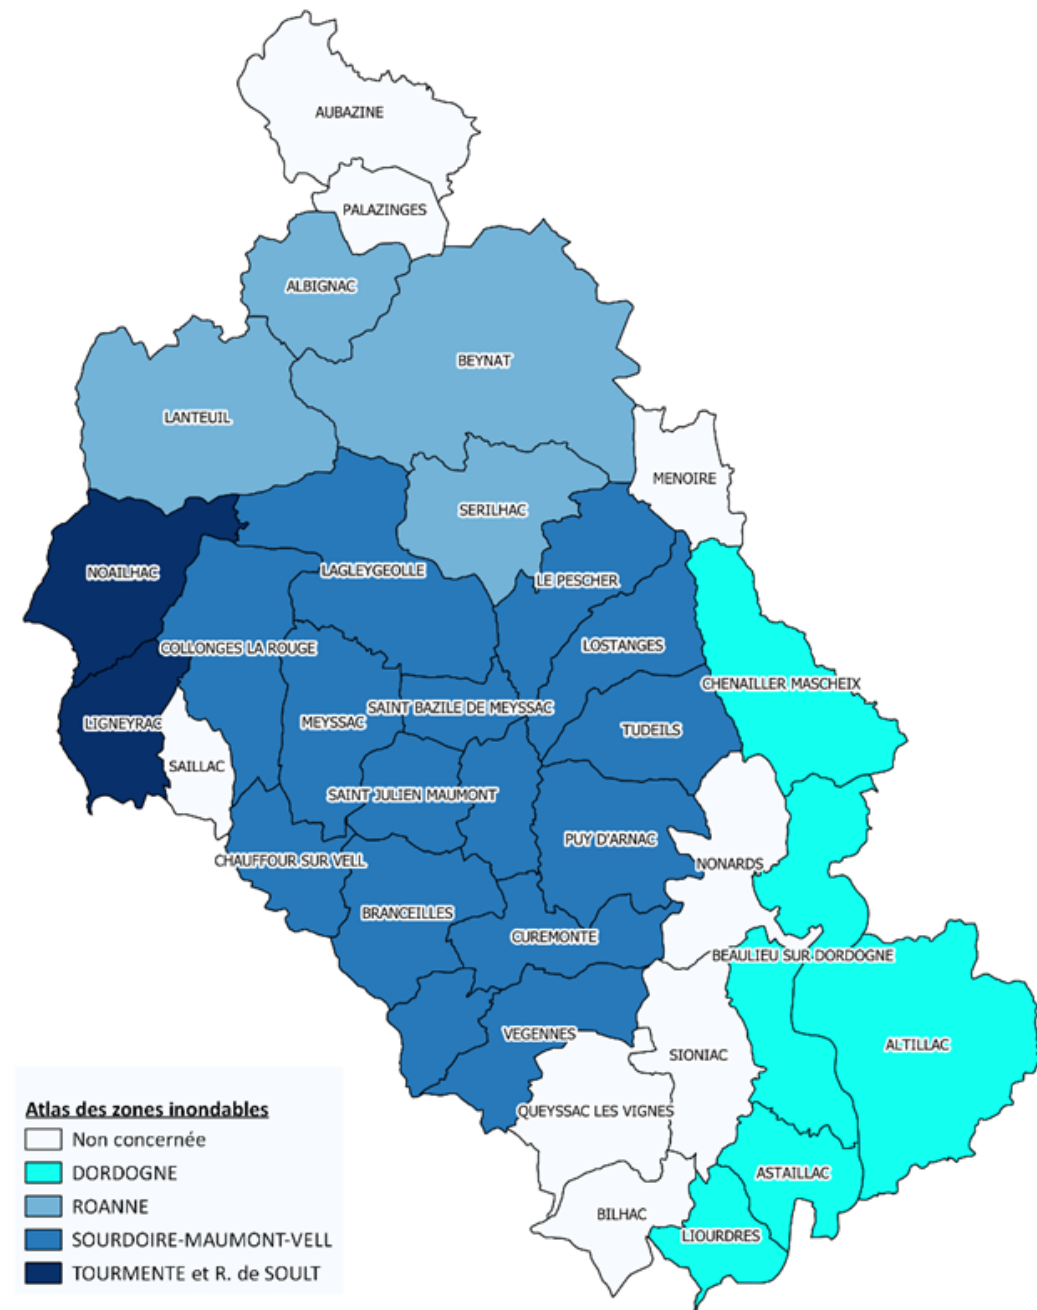 AUBAZINE
PALAZINGES
ALBIGNAC
BEYNAT
LANTEUIL
MENOIRE
SERILHAC
NOAILHAC
LAGLEYGEOLLE
LE PESCHER
COLLONGES LA ROUGE
LOSTANGES
CHENAILLER MASCHEIX
SAINT BAZILE DE MEYSSAC
LIGNEYRAC
MEYSSAC
TUDEILS
SAILLAC
SAINT JULIEN MAUMONT
PUY D'ARNAC
CHAUFFOUR SUR VELL
NONARDS
BRANCEILLES
CUREMONTE
BEAULIEU SUR DORDOGNE
VEGENNES
ALTILLAC
SIONIAC
QUEYSSAC LES VIGNES
ASTAILLAC
BILHAC
LIOURDRES
Atlas des zones inondables
Non concernée
DORDOGNE
ROANNE
SOURDOIRE-MAUMONT-VELL
TOURMENTE et R. de SOULT